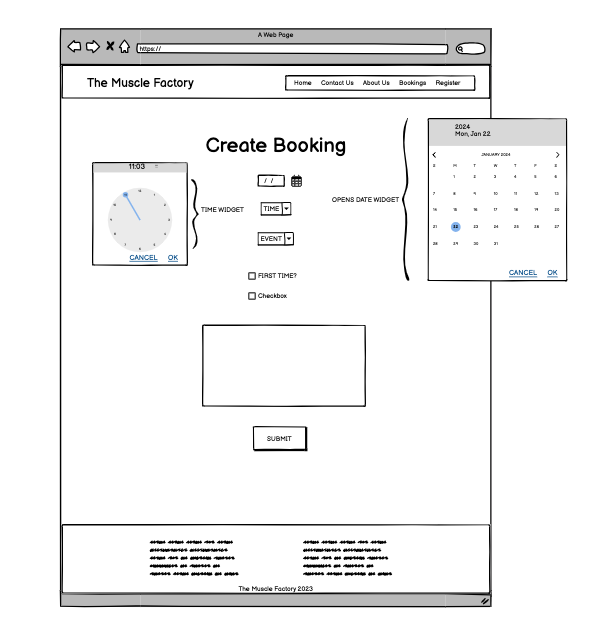 A Web Page
https://
The Muscle Factory
Home Contact Us About Us Bookings Register
Create Booking
11:03
CANCEL OK
TIME WIDGET
/ /
TIME
EVENT
FIRST TIME?
Checkbox
OPENS DATE WIDGET
2024
Mon, Jan 22
JANUARY 2024
S M T W T F S
1 2 3 4 5 6
7 8 9 10 11 12 13
14 15 16 17 18 19 20
21 22 23 24 25 26 27
28 29 30 31
CANCEL OK
SUBMIT
The Muscle Factory 2023